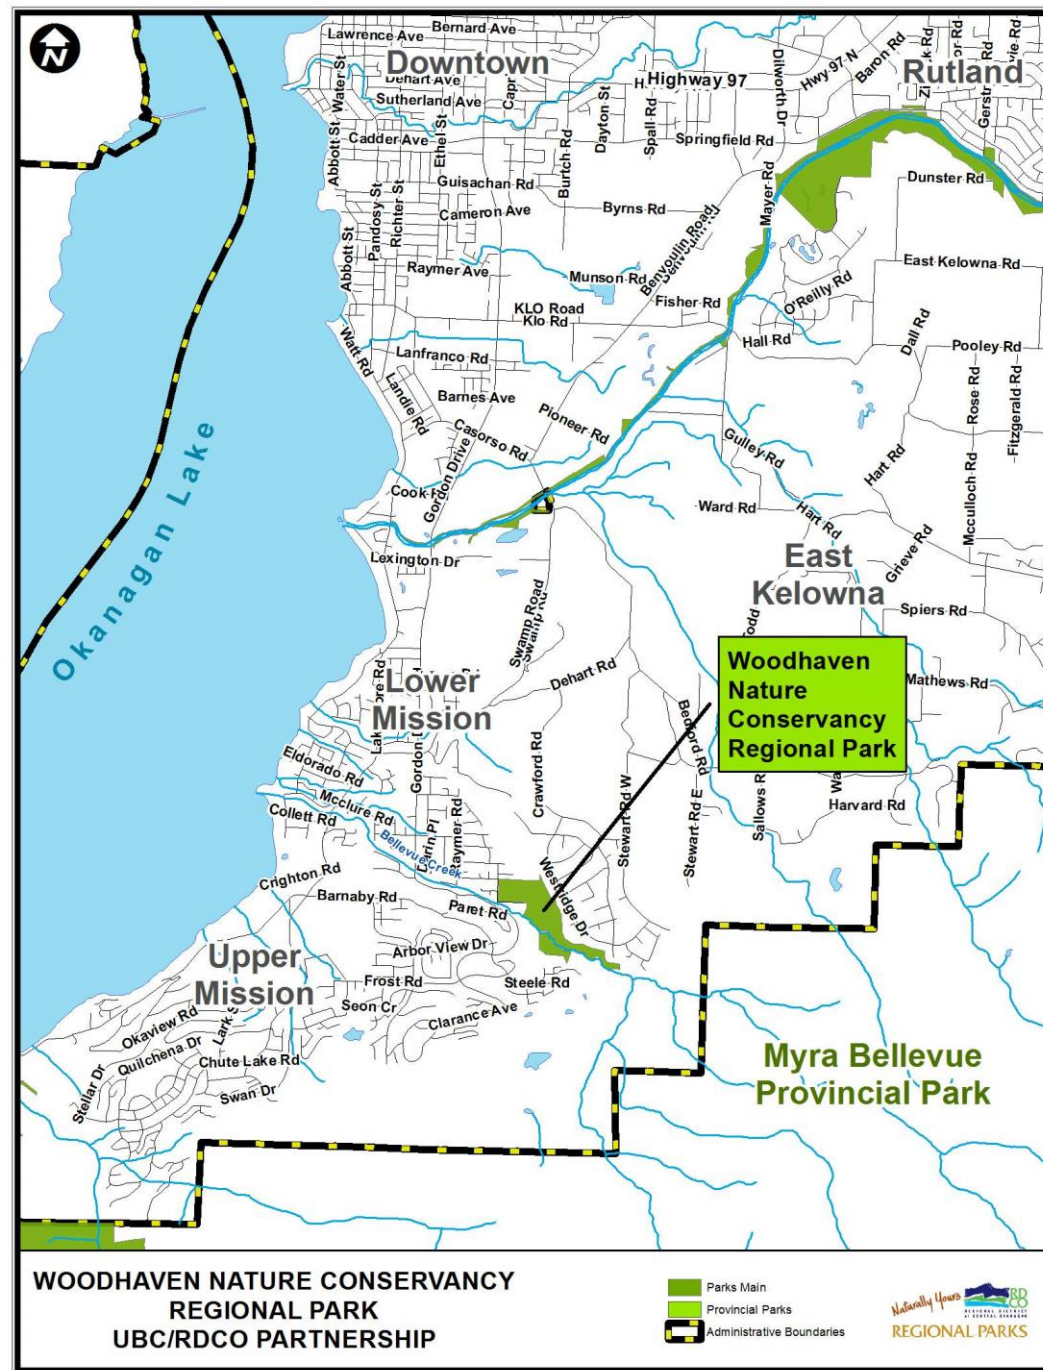 N
Bernard Ave
Lawrence Ave
Downtown
Dehart Ave
Sutherland Ave
Water St
Cadder Ave
Ethel St
Abbott St
Highway 97
Dayton St
Spall Rd
Dilworth Dr
Hwy 97 N
Baron Rd
Rutland
Springfield Rd
Burtch Rd
Guisachan Rd
Pandosy St
Richter St
Cameron Ave
Byrns Rd
Mayer Rd
Dunster Rd
Abbott St
Raymer Ave
Munson Rd
Benvoulin Road
East Kelowna Rd
Fisher Rd
O'Reilly Rd
KLO Road
Klo Rd
Hall Rd
Dall Rd
Pooley Rd
Watt Rd
Lanfranco Rd
Landie Rd
Barnes Ave
Rose Rd
Fitzgerald Rd
Pioneer Rd
Casorso Rd
Gordon Drive
Gulley Rd
Hart Rd
Mcculloch Rd
Cook
Ward Rd
Hart Rd
Lexington Dr
Grieve Rd
East
Kelowna
Okanagan Lake
Swamp Road
Swamp Rd
Spiers Rd
Dehart Rd
Woodhaven
Nature
Conservancy
Regional Park
Mathews Rd
Lower
Mission
Bedford Rd
Eldorado Rd
Mcclure Rd
Collett Rd
Crawford Rd
Stewart Rd W
Stewart Rd E
Harvard Rd
Raymer Rd
Bellevue Creek
Crighton Rd
Barnaby Rd
Paret Rd
Westridge Dr
Upper
Mission
Arbor View Dr
Frost Rd
Steele Rd
Seon Cr
Clarance Ave
Okaview Rd
Quilchena Dr
Chute Lake Rd
Stellar Dr
Swan Dr
Myra Bellevue
Provincial Park
WOODHAVEN NATURE CONSERVANCY
REGIONAL PARK
UBC/RDCO PARTNERSHIP
Parks Main
Provincial Parks
Administrative Boundaries
Naturally Yours
RD
CO
REGIONAL PARKS